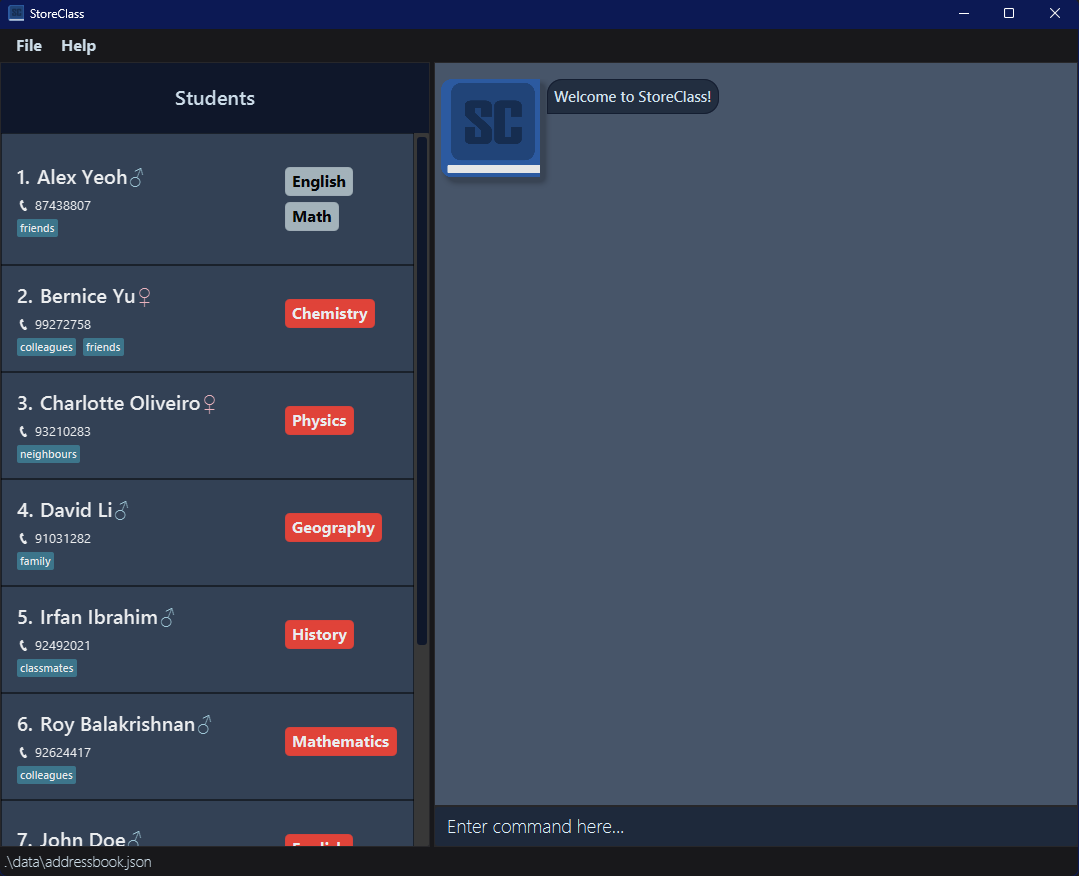 StoreClass
File Help
Students
1. Alex Yeoh♂
87438807
friends
English
Math
2. Bernice Yu♀
99272758
colleagues friends
Chemistry
3. Charlotte Oliveiro♀
93210283
neighbours
Physics
4. David Li♂
91031282
family
Geography
5. Irfan Ibrahim♂
92492021
classmates
History
6. Roy Balakrishnan♂
92624417
colleagues
Mathematics
7. John Doe♂
English
SC
Welcome to StoreClass!
Enter command here...
.\data\addressbook.json